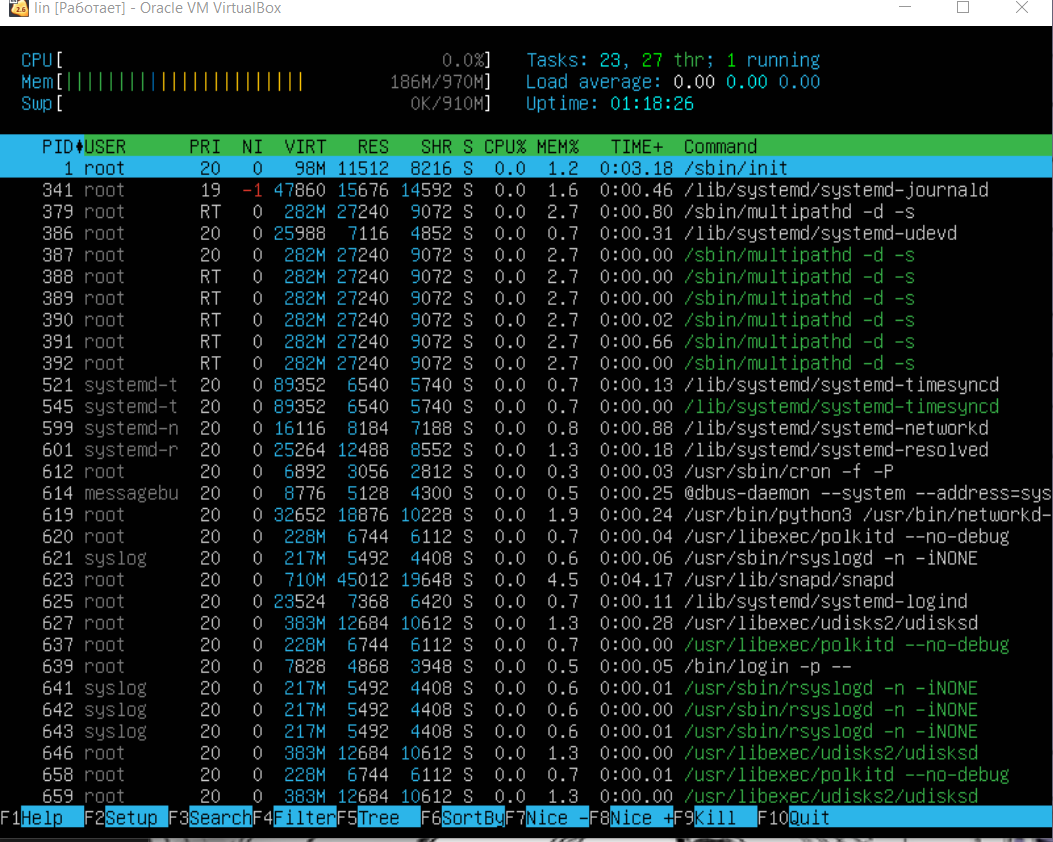 lin [Работает] - Oracle VM VirtualBox
CPU[ 0.0%] Tasks: 23, 27 thr; 1 running
Mem[||||||||||||||||||||||| 186M/970M] Load average: 0.00 0.00 0.00
Swp[ 0K/910M] Uptime: 01:18:26
PID♦USER PRI NI VIRT RES SHR S CPU% MEM% TIME+ Command
1 root 20 0 98M 11512 8216 S 0.0 1.2 0:03.18 /sbin/init
341 root 19 -1 47860 15676 14592 S 0.0 1.6 0:00.46 /lib/systemd/systemd-journald
379 root RT 0 282M 27240 9072 S 0.0 2.7 0:00.80 /sbin/multipathd -d -s
386 root 20 0 25988 7116 4852 S 0.0 0.7 0:00.31 /lib/systemd/systemd-udevd
387 root 20 0 282M 27240 9072 S 0.0 2.7 0:00.00 /sbin/multipathd -d -s
388 root RT 0 282M 27240 9072 S 0.0 2.7 0:00.00 /sbin/multipathd -d -s
389 root RT 0 282M 27240 9072 S 0.0 2.7 0:00.00 /sbin/multipathd -d -s
390 root RT 0 282M 27240 9072 S 0.0 2.7 0:00.02 /sbin/multipathd -d -s
391 root RT 0 282M 27240 9072 S 0.0 2.7 0:00.66 /sbin/multipathd -d -s
392 root RT 0 282M 27240 9072 S 0.0 2.7 0:00.00 /sbin/multipathd -d -s
521 systemd-t 20 0 89352 6540 5740 S 0.0 0.7 0:00.13 /lib/systemd/systemd-timesyncd
545 systemd-t 20 0 89352 6540 5740 S 0.0 0.7 0:00.00 /lib/systemd/systemd-timesyncd
599 systemd-n 20 0 16116 8184 7188 S 0.0 0.8 0:00.88 /lib/systemd/systemd-networkd
601 systemd-r 20 0 25264 12488 8552 S 0.0 1.3 0:00.18 /lib/systemd/systemd-resolved
612 root 20 0 6892 3056 2812 S 0.0 0.3 0:00.03 /usr/sbin/cron -f -P
614 messagebu 20 0 8776 5128 4300 S 0.0 0.5 0:00.25 @dbus-daemon --system --address=sys
619 root 20 0 32652 18876 10228 S 0.0 1.9 0:00.24 /usr/bin/python3 /usr/bin/networkd-
620 root 20 0 228M 6744 6112 S 0.0 0.7 0:00.04 /usr/libexec/polkitd --no-debug
621 syslog 20 0 217M 5492 4408 S 0.0 0.6 0:00.06 /usr/sbin/rsyslogd -n -iNONE
623 root 20 0 710M 45012 19648 S 0.0 4.5 0:04.17 /usr/lib/snapd/snapd
625 root 20 0 23524 7368 6420 S 0.0 0.7 0:00.11 /lib/systemd/systemd-logind
627 root 20 0 383M 12684 10612 S 0.0 1.3 0:00.28 /usr/libexec/udisks2/udisksd
637 root 20 0 228M 6744 6112 S 0.0 0.7 0:00.00 /usr/libexec/polkitd --no-debug
639 root 20 0 7828 4868 3948 S 0.0 0.5 0:00.05 /bin/login -p --
641 syslog 20 0 217M 5492 4408 S 0.0 0.6 0:00.01 /usr/sbin/rsyslogd -n -iNONE
642 syslog 20 0 217M 5492 4408 S 0.0 0.6 0:00.00 /usr/sbin/rsyslogd -n -iNONE
643 syslog 20 0 217M 5492 4408 S 0.0 0.6 0:00.01 /usr/sbin/rsyslogd -n -iNONE
646 root 20 0 383M 12684 10612 S 0.0 1.3 0:00.00 /usr/libexec/udisks2/udisksd
658 root 20 0 228M 6744 6112 S 0.0 0.7 0:00.01 /usr/libexec/polkitd --no-debug
659 root 20 0 383M 12684 10612 S 0.0 1.3 0:00.00 /usr/libexec/udisks2/udisksd
F1Help F2Setup F3SearchF4FilterF5Tree F6SortByF7Nice -F8Nice +F9Kill F10Quit